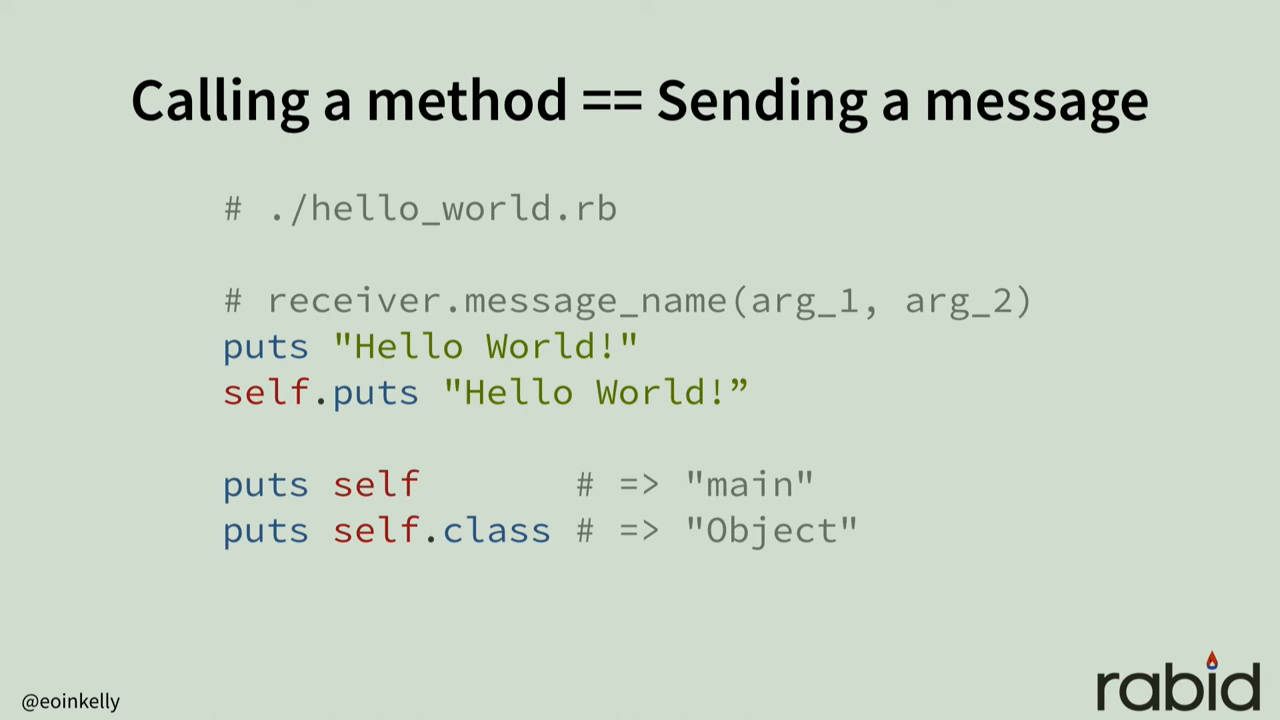 Calling a method == Sending a message
# ./hello_world.rb
# receiver.message_name(arg_1, arg_2)
puts "Hello World!"
self.puts "Hello World!”
puts self       # => "main"
puts self.class # => "Object"
@eoinkelly
rabid